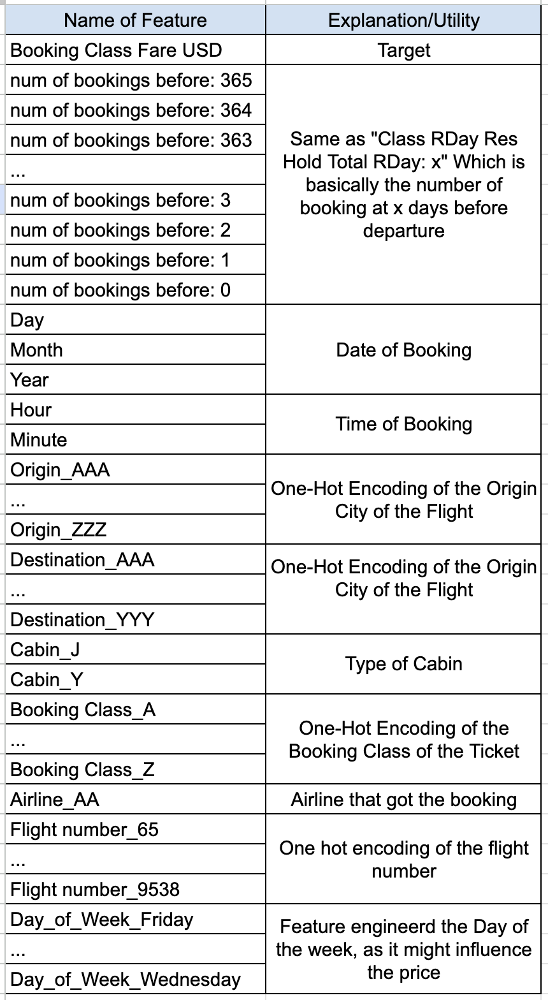 Name of Feature
Explanation/Utility
Booking Class Fare USD
Target
num of bookings before: 365
num of bookings before: 364
num of bookings before: 363
...
num of bookings before: 3
num of bookings before: 2
num of bookings before: 1
num of bookings before: 0
Same as "Class RDay Res
Hold Total RDay: x" Which is
basically the number of
booking at x days before
departure
Day
Month
Year
Date of Booking
Hour
Minute
Time of Booking
Origin_AAA
...
Origin_ZZZ
One-Hot Encoding of the Origin
City of the Flight
Destination_AAA
...
Destination_YYY
One-Hot Encoding of the Origin
City of the Flight
Cabin_J
Cabin_Y
Type of Cabin
Booking Class_A
...
Booking Class_Z
One-Hot Encoding of the
Booking Class of the Ticket
Airline_AA
Airline that got the booking
Flight number_65
...
Flight number_9538
One hot encoding of the flight
number
Day_of_Week_Friday
...
Day_of_Week_Wednesday
Feature engineerd the Day of
the week, as it might influence
the price